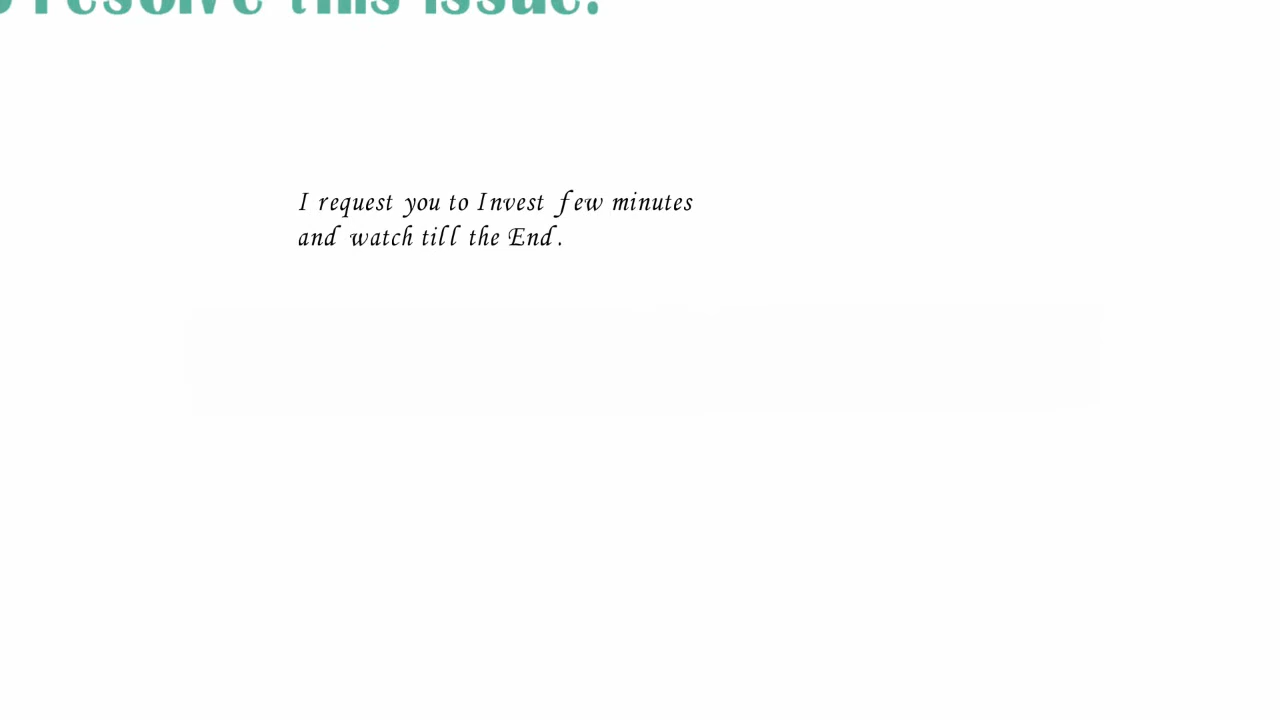 resolve this issue.
I request you to Invest few minutes
and watch till the End.